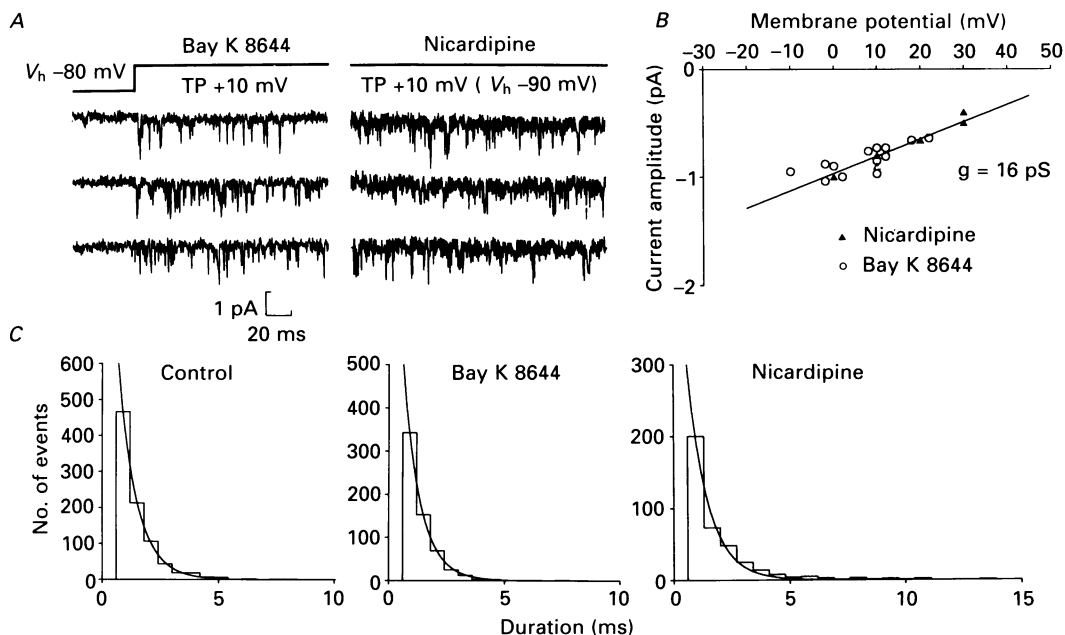 A
Bay K 8644
Nicardipine
Vh −80 mV
TP +10 mV
TP +10 mV ( Vh −90 mV)
1 pA
20 ms
B
Membrane potential (mV)
−30 −20 −10 0 10 20 30 40 50
Current amplitude (pA)
0
−1
−2
g = 16 pS
▲ Nicardipine
○ Bay K 8644
C
No. of events
600
500
400
300
200
100
0
Control
0 5 10
500
400
300
200
100
0
Bay K 8644
0 5 10
300
200
100
0
Nicardipine
0 5 10 15
Duration (ms)